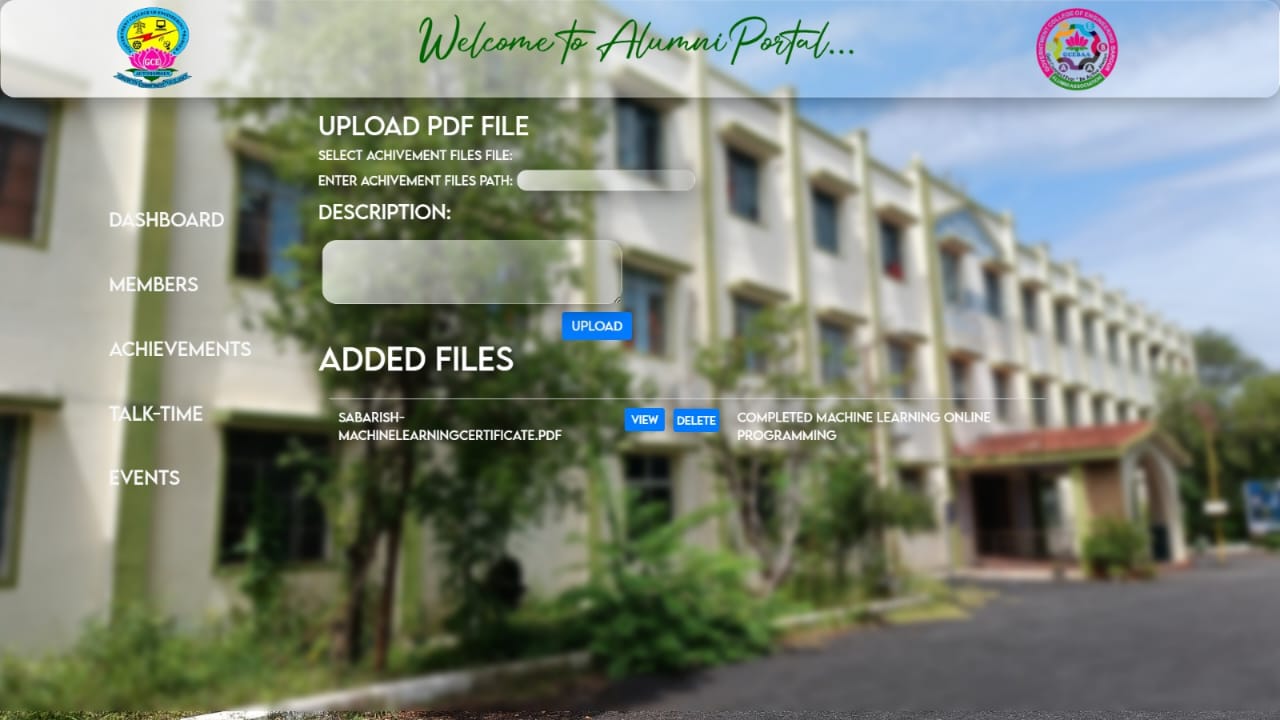 Welcome to Alumni Portal...
GCE
UPLOAD PDF FILE
SELECT ACHIVEMENT FILES FILE:
ENTER ACHIVEMENT FILES PATH:
DESCRIPTION:
UPLOAD
DASHBOARD
MEMBERS
ACHIEVEMENTS
TALK-TIME
EVENTS
ADDED FILES
SABARISH-
MACHINELEARNINGCERTIFICATE.PDF
VIEW
DELETE
COMPLETED MACHINE LEARNING ONLINE
PROGRAMMING